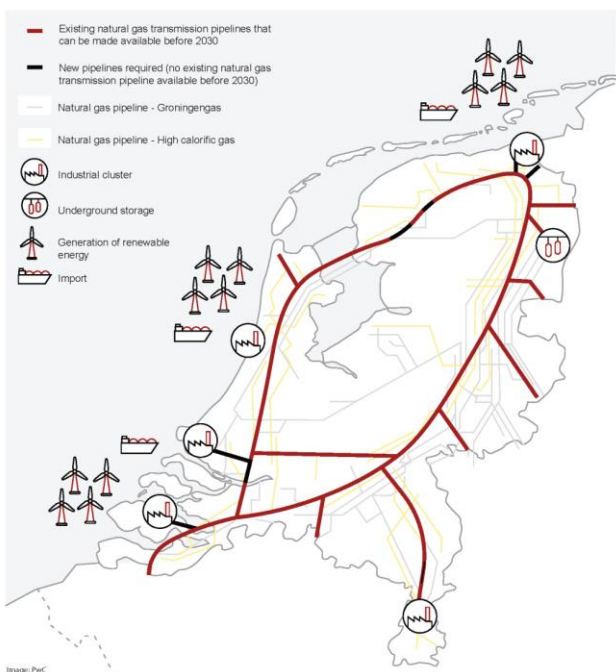 Existing natural gas transmission pipelines that
can be made available before 2030
New pipelines required (no existing natural gas
transmission pipeline available before 2030)
Natural gas pipeline - Groningengas
Natural gas pipeline - High calorific gas
Industrial cluster
Underground storage
Generation of renewable
energy
Import
Image: PwC